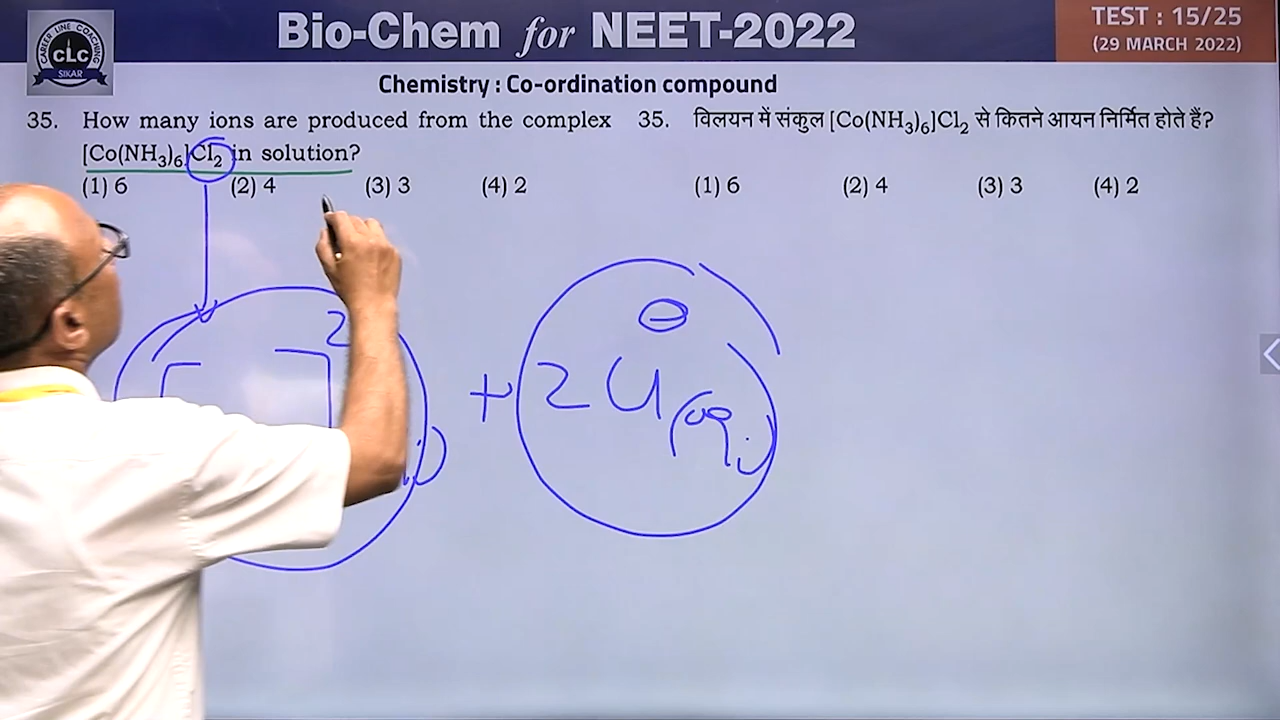 CAREER LINE COACHING
CLC
SIKAR
Bio-Chem for NEET-2022
TEST : 15/25
(29 MARCH 2022)
Chemistry : Co-ordination compound
35. How many ions are produced from the complex
[Co(NH₃)₆]Cl₂ in solution?
(1) 6 (2) 4 (3) 3 (4) 2
35. विलयन में संकुल [Co(NH₃)₆]Cl₂ से कितने आयन निर्मित होते हैं?
(1) 6 (2) 4 (3) 3 (4) 2
[ ] 2
+ 2 Cl⊖ (aq.)